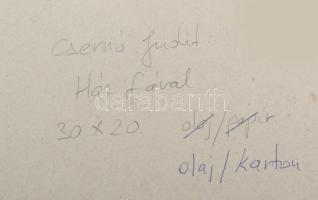 Csernó Judit
Ház fával
30 x 20 olaj/papír
olaj/karton
darabanth